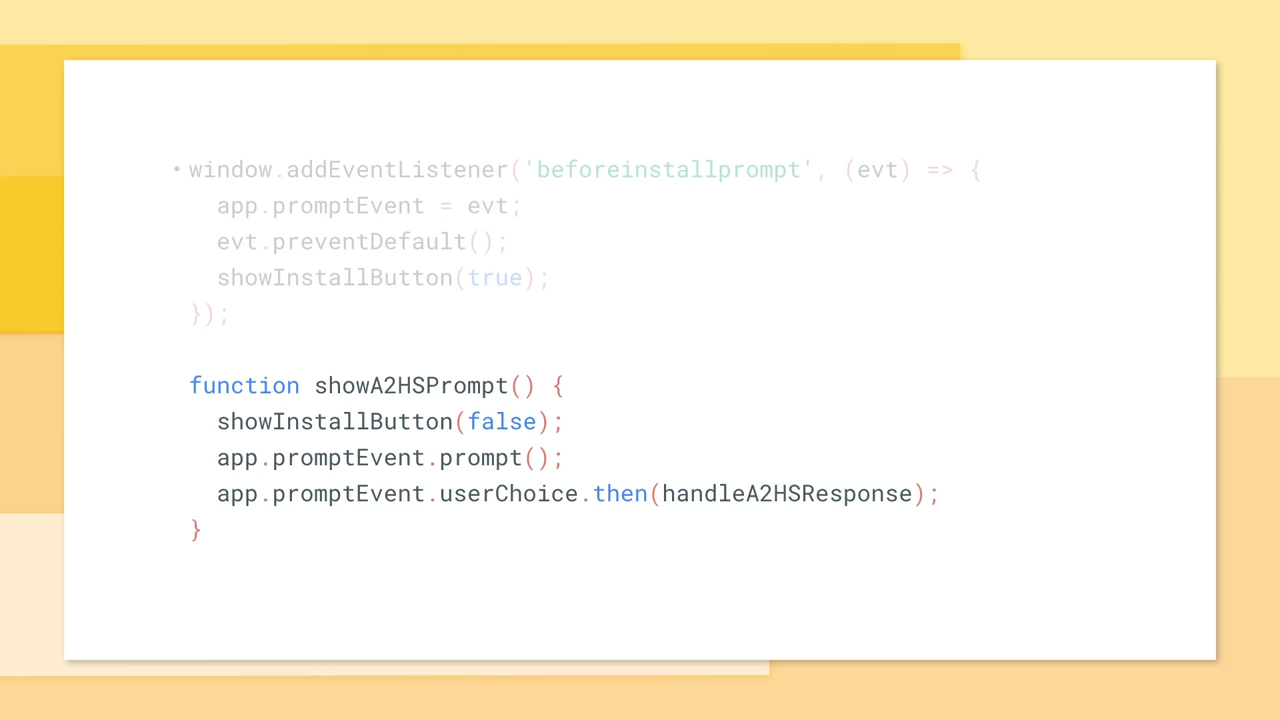 • window.addEventListener('beforeinstallprompt', (evt) => {
app.promptEvent = evt;
evt.preventDefault();
showInstallButton(true);
});
function showA2HSPrompt() {
showInstallButton(false);
app.promptEvent.prompt();
app.promptEvent.userChoice.then(handleA2HSResponse);
}